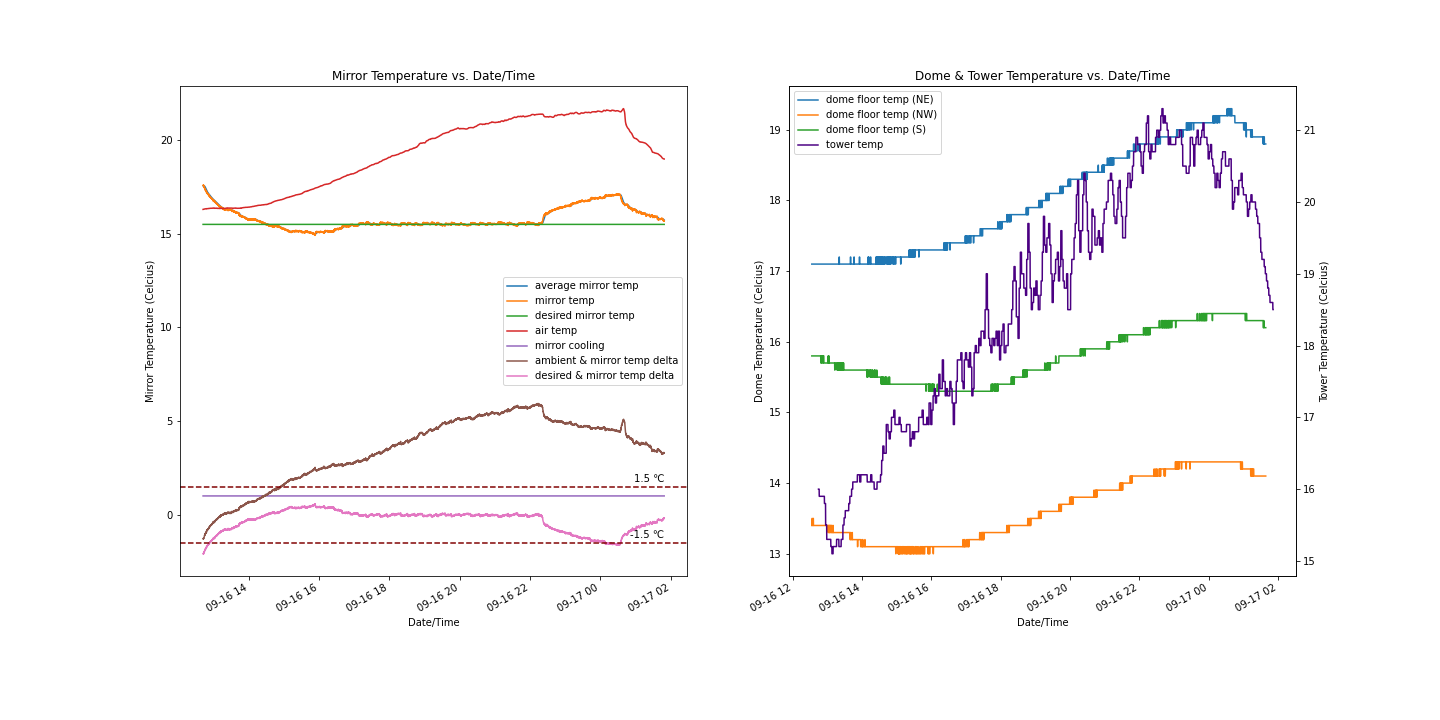 Mirror Temperature vs. Date/Time
Mirror Temperature (Celcius)
20
15
10
5
0
average mirror temp
mirror temp
desired mirror temp
air temp
mirror cooling
ambient & mirror temp delta
desired & mirror temp delta
1.5 °C
-1.5 °C
09-16 14
09-16 16
09-16 18
09-16 20
09-16 22
09-17 00
09-17 02
Date/Time
Dome & Tower Temperature vs. Date/Time
dome floor temp (NE)
dome floor temp (NW)
dome floor temp (S)
tower temp
Dome Temperature (Celcius)
19
18
17
16
15
14
13
21
20
19
18
17
16
15
Tower Temperature (Celcius)
09-16 12
09-16 14
09-16 16
09-16 18
09-16 20
09-16 22
09-17 00
09-17 02
Date/Time